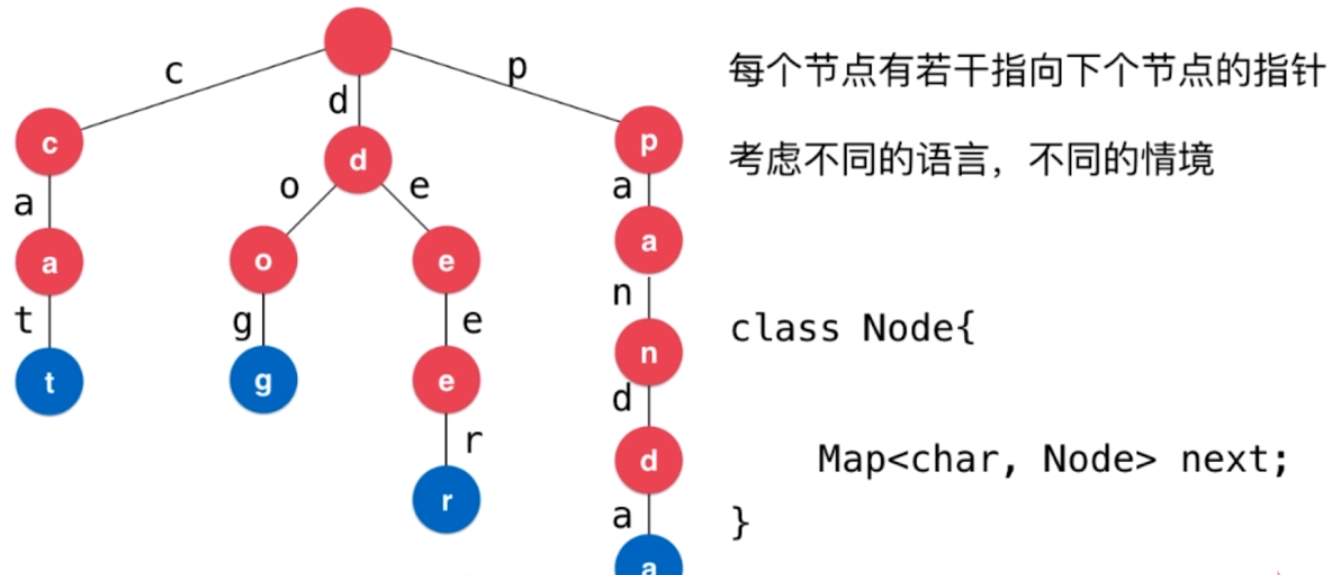 c
d
p
每个节点有若干指向下个节点的指针
c
d
p
考虑不同的语言，不同的情境
a
o
e
a
a
o
e
a
t
g
e
n
class Node{
t
g
e
n
d
r
d
Map<char, Node> next;
r
a
}
a